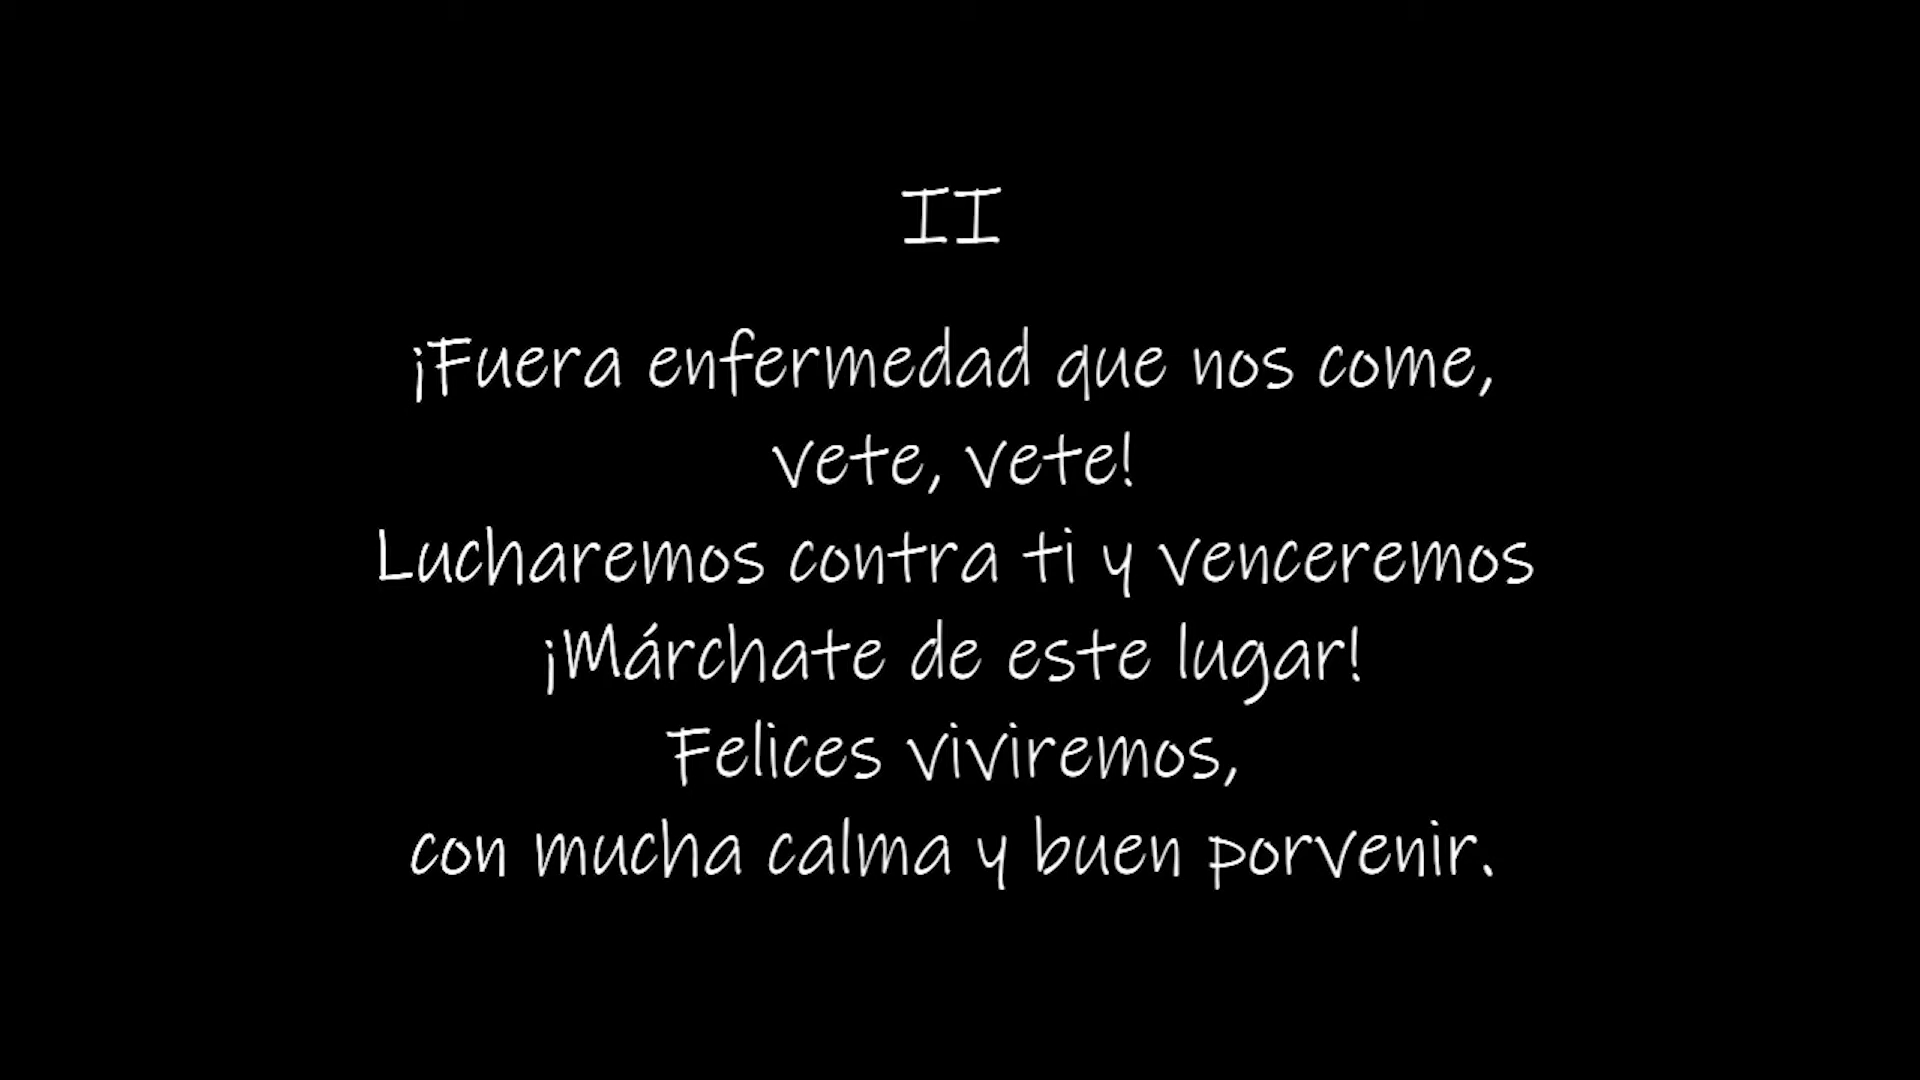 II
¡Fuera enfermedad que nos come,
vete, vete!
Lucharemos contra ti y venceremos
¡Márchate de este lugar!
Felices viviremos,
con mucha calma y buen porvenir.